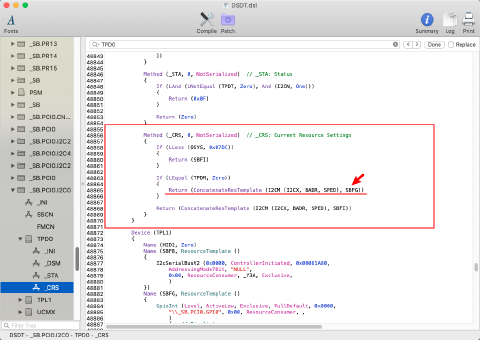 DSDT.dsl
Fonts
Compile
Patch
Summary
Log
Print
_SB.PR13
_SB.PR14
_SB.PR15
_SB
PSM
_SB
_SB.PCI0
_SB.PCI0.CN
_SB.PCI0
_SB.PCI0.I2C2
_SB.PCI0.I2C4
_SB.PCI0.I2C2
_SB.PCI0
_SB.PCI0.I2C0
_INI
SSCN
FMCN
TPD0
_INI
_DSM
_STA
_CRS
TPL1
UCMX
Filter Tree
TPD0
Done
Replace
48843 })
48844 }
48845
48846 Method (_STA, 0, NotSerialized) // _STA: Status
48847 {
48848 If (LAnd (LNotEqual (TPDT, Zero), And (I2CN, One)))
48849 {
48850 Return (0x0F)
48851 }
48852
48853 Return (Zero)
48854 }
48855
48856 Method (_CRS, 0, NotSerialized) // _CRS: Current Resource Settings
48857 {
48858 If (LLess (OSYS, 0x07DC))
48859 {
48860 Return (SBFI)
48861 }
48862
48863 If (LEqual (TPDM, Zero))
48864 {
48865 Return (ConcatenateResTemplate (I2CM (I2CX, BADR, SPED), SBFG))
48866 }
48867
48868 Return (ConcatenateResTemplate (I2CM (I2CX, BADR, SPED), SBFI))
48869 }
48870 }
48871
48872 Device (TPL1)
48873 {
48874 Name (HID2, Zero)
48875 Name (SBFB, ResourceTemplate ()
48876 {
48877 I2cSerialBusV2 (0x0000, ControllerInitiated, 0x00061A80,
48878 AddressingMode7Bit, "NULL",
48879 0x00, ResourceConsumer, _Y3A, Exclusive,
48880 )
48881 })
48882 Name (SBFG, ResourceTemplate ()
48883 {
48884 GpioInt (Level, ActiveLow, Exclusive, PullDefault, 0x0000,
48885 "\\_SB.PCI0.GPI0", 0x00, ResourceConsumer, ,
48886 )
DSDT - _SB.PCI0.I2C0 - TPD0 - _CRS